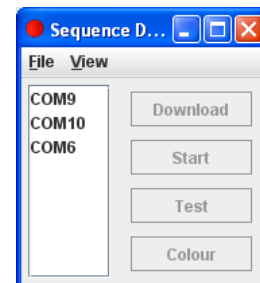 Sequence D...
File View
COM9
COM10
COM6
Download
Start
Test
Colour